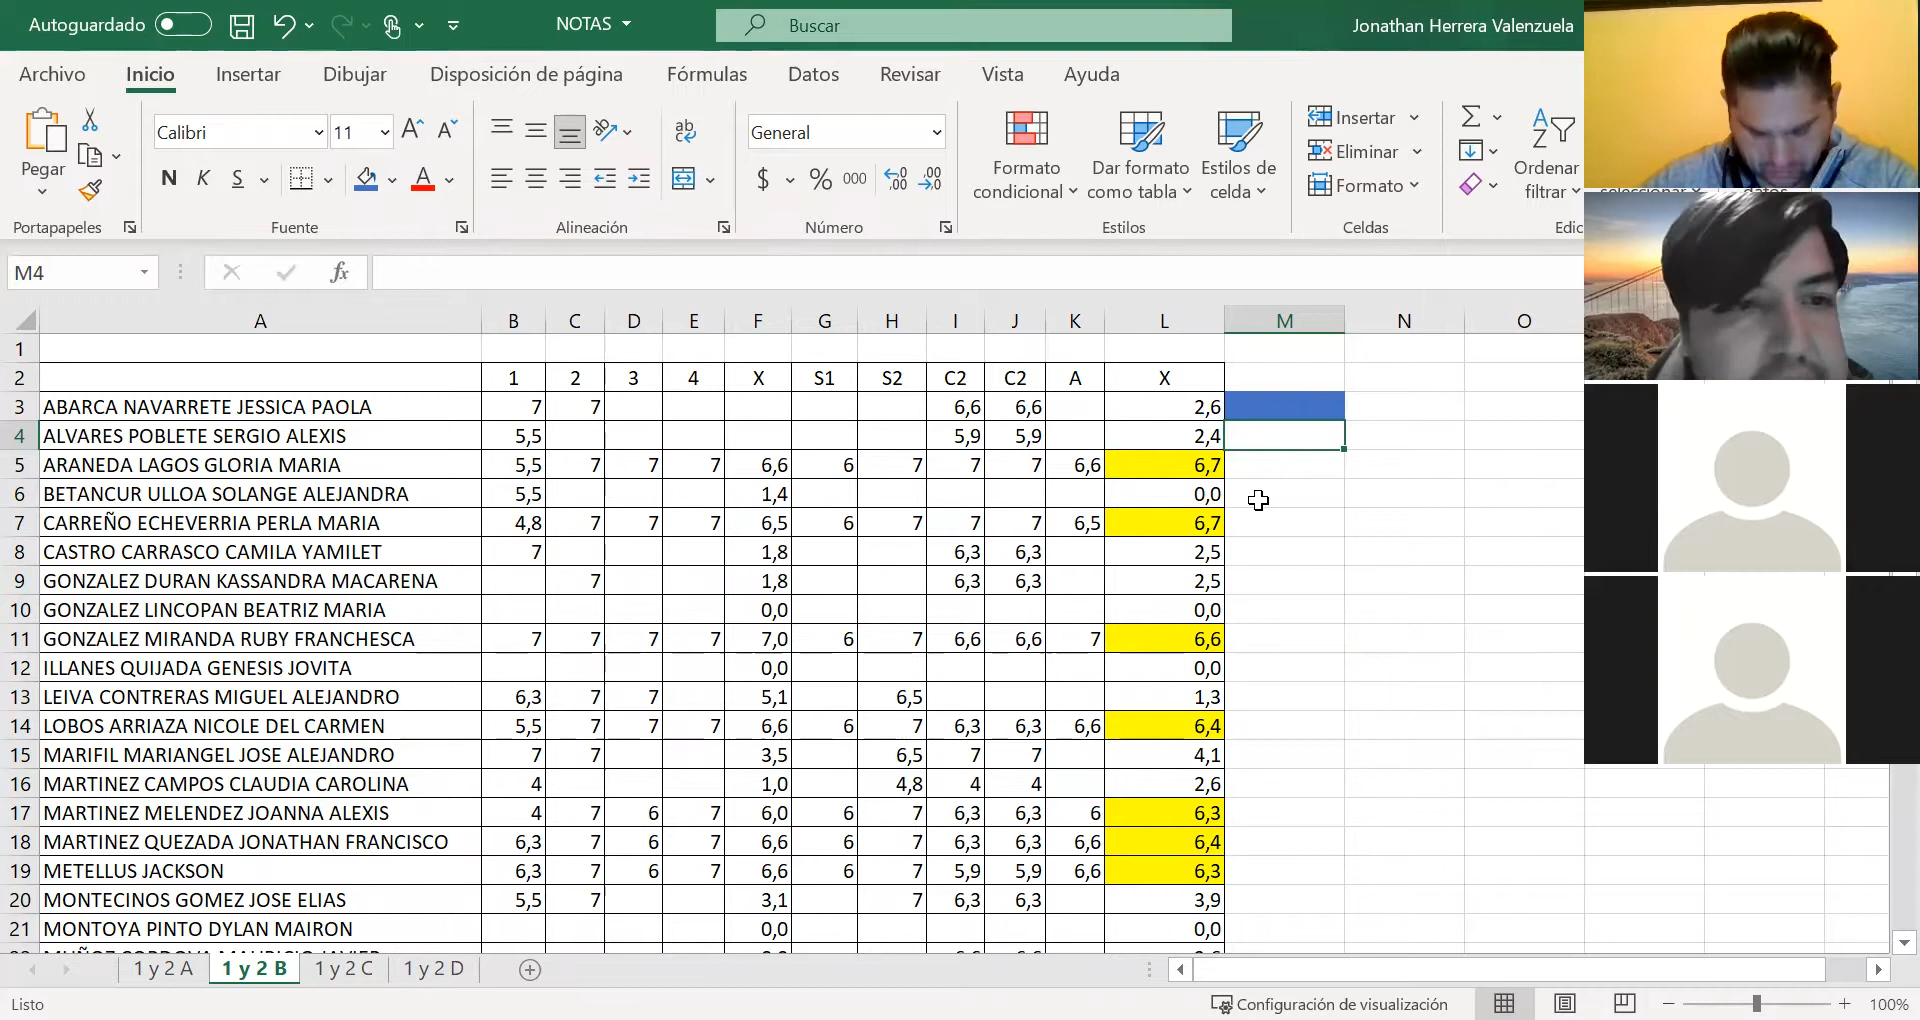 Autoguardado NOTAS Buscar Jonathan Herrera Valenzuela
Archivo Inicio Insertar Dibujar Disposición de página Fórmulas Datos Revisar Vista Ayuda
Pegar
Portapapeles
Calibri 11
N K S
Fuente
ab
Alineación
General
$ % 000
Número
Formato condicional
Dar formato como tabla
Estilos de celda
Estilos
Insertar
Eliminar
Formato
Celdas
Ordenar
filtrar
Edic
M4 fx
A B C D E F G H I J K L M N O
1
2 1 2 3 4 X S1 S2 C2 C2 A X
3 ABARCA NAVARRETE JESSICA PAOLA 7 7 6,6 6,6 2,6
4 ALVARES POBLETE SERGIO ALEXIS 5,5 5,9 5,9 2,4
5 ARANEDA LAGOS GLORIA MARIA 5,5 7 7 7 6,6 6 7 7 7 6,6 6,7
6 BETANCUR ULLOA SOLANGE ALEJANDRA 5,5 1,4 0,0
7 CARREÑO ECHEVERRIA PERLA MARIA 4,8 7 7 7 6,5 6 7 7 7 6,5 6,7
8 CASTRO CARRASCO CAMILA YAMILET 7 1,8 6,3 6,3 2,5
9 GONZALEZ DURAN KASSANDRA MACARENA 7 1,8 6,3 6,3 2,5
10 GONZALEZ LINCOPAN BEATRIZ MARIA 0,0 0,0
11 GONZALEZ MIRANDA RUBY FRANCHESCA 7 7 7 7 7,0 6 7 6,6 6,6 7 6,6
12 ILLANES QUIJADA GENESIS JOVITA 0,0 0,0
13 LEIVA CONTRERAS MIGUEL ALEJANDRO 6,3 7 7 5,1 6,5 1,3
14 LOBOS ARRIAZA NICOLE DEL CARMEN 5,5 7 7 7 6,6 6 7 6,3 6,3 6,6 6,4
15 MARIFIL MARIANGEL JOSE ALEJANDRO 7 7 3,5 6,5 7 7 4,1
16 MARTINEZ CAMPOS CLAUDIA CAROLINA 4 1,0 4,8 4 4 2,6
17 MARTINEZ MELENDEZ JOANNA ALEXIS 4 7 6 7 6,0 6 7 6,3 6,3 6 6,3
18 MARTINEZ QUEZADA JONATHAN FRANCISCO 6,3 7 6 7 6,6 6 7 6,3 6,3 6,6 6,4
19 METELLUS JACKSON 6,3 7 6 7 6,6 6 7 5,9 5,9 6,6 6,3
20 MONTECINOS GOMEZ JOSE ELIAS 5,5 7 3,1 7 6,3 6,3 3,9
21 MONTOYA PINTO DYLAN MAIRON 0,0 0,0
1 y 2 A 1 y 2 B 1 y 2 C 1 y 2 D
Listo Configuración de visualización 100%